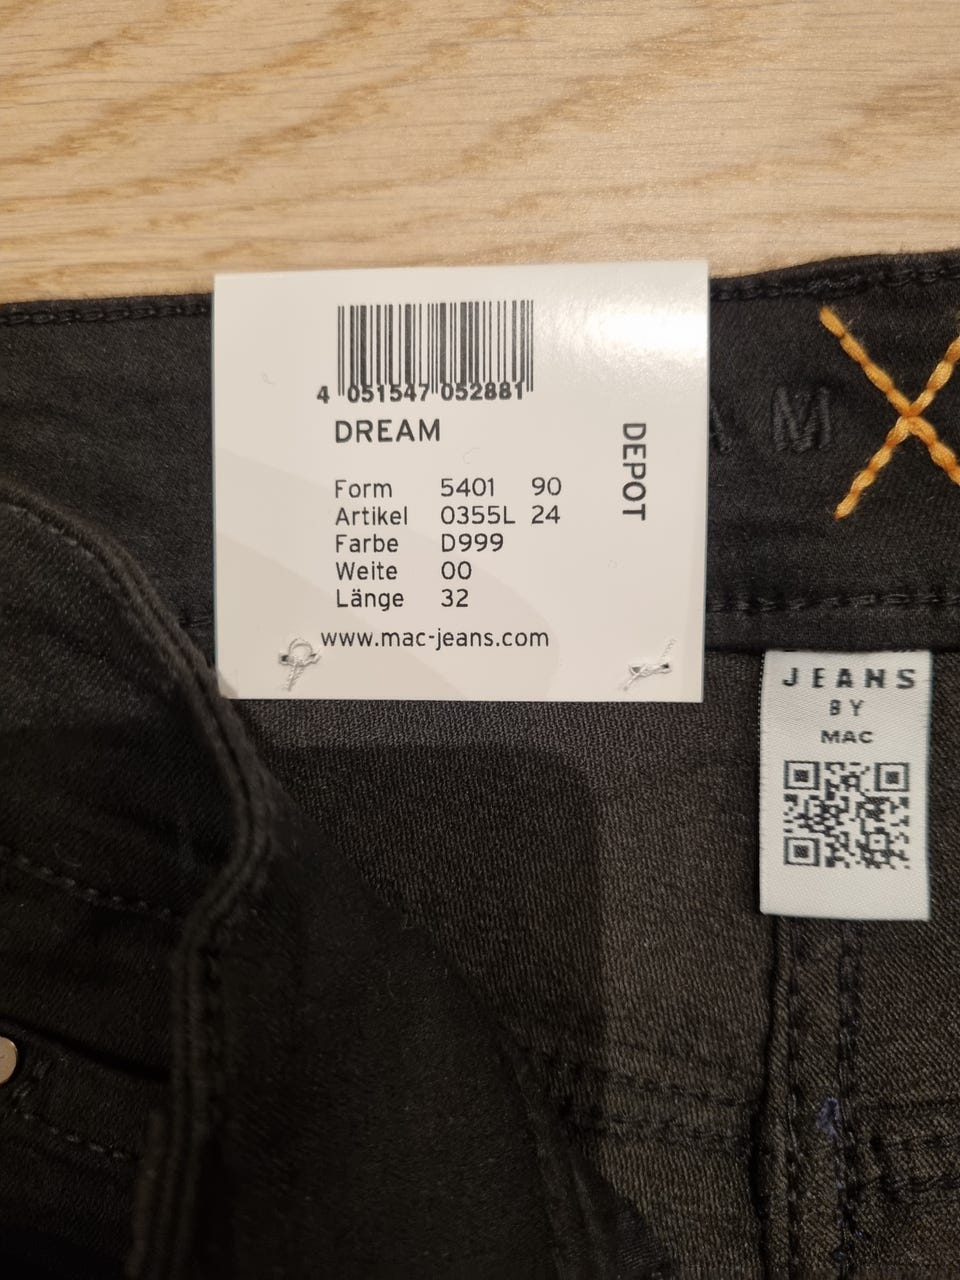 4 051547 052881
DREAM
Form 5401 90
Artikel 0355L 24
Farbe D999
Weite 00
Länge 32
www.mac-jeans.com
DEPOT
AM
JEANS
BY
MAC